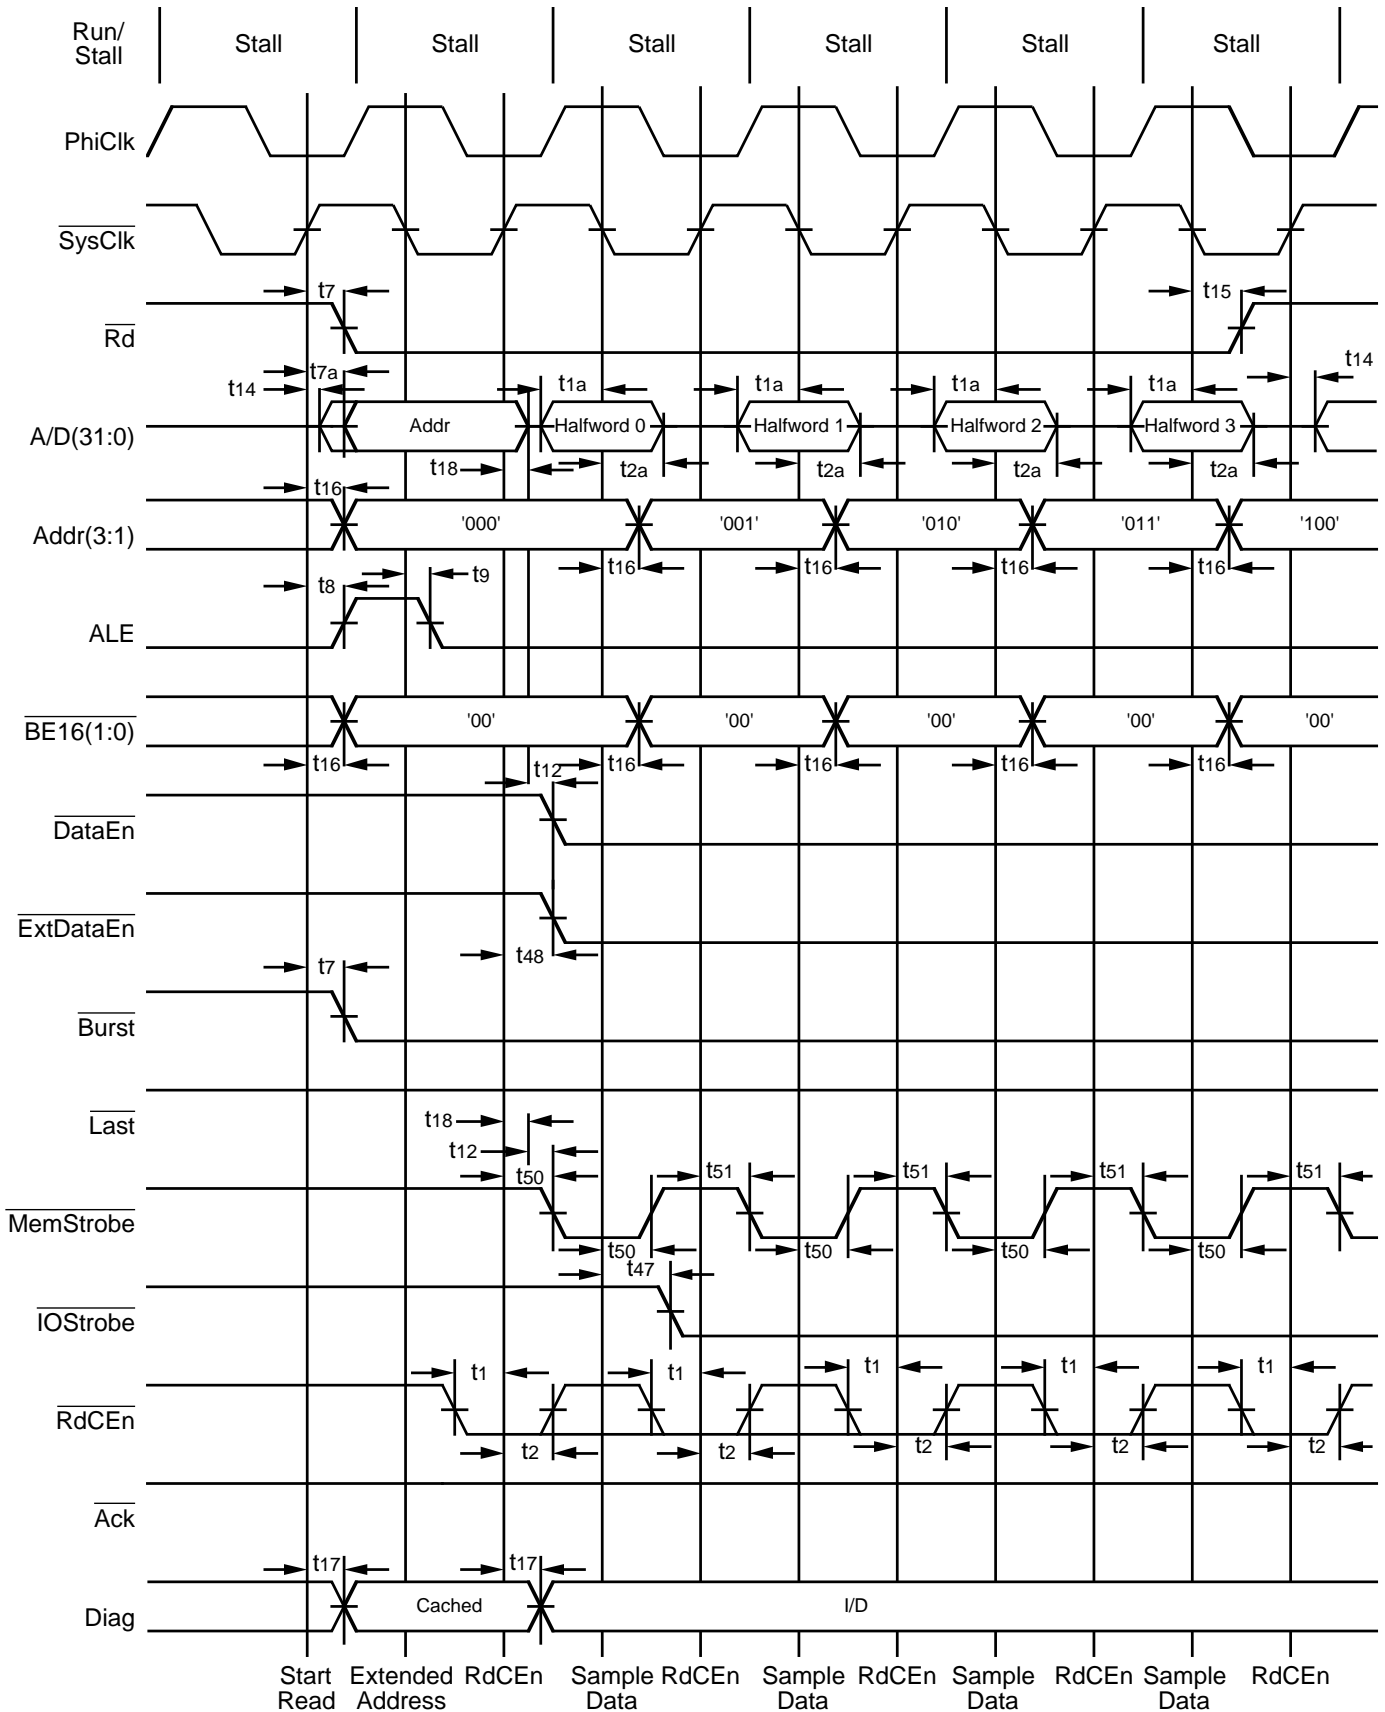 Run/
Stall
Stall Stall Stall Stall Stall Stall
PhiClk
SysClk
t7 t15
Rd
t7a
t14 t1a t1a t1a t1a t14
A/D(31:0) Addr Halfword 0 Halfword 1 Halfword 2 Halfword 3
t18 t2a t2a t2a t2a
t16
Addr(3:1) '000' '001' '010' '011' '100'
t16 t16 t16 t16
t8 t9
ALE
BE16(1:0) '00' '00' '00' '00' '00'
t16 t12 t16 t16 t16 t16
DataEn
ExtDataEn
t48
t7
Burst
Last
t18
t12
t50 t51 t51 t51 t51
MemStrobe
t50 t50 t50 t50
t47
IOStrobe
t1 t1 t1 t1 t1
RdCEn
t2 t2 t2 t2 t2
Ack
t17 t17
Diag Cached I/D
Start Extended RdCEn Sample RdCEn Sample RdCEn Sample RdCEn Sample RdCEn
Read Address Data Data Data Data